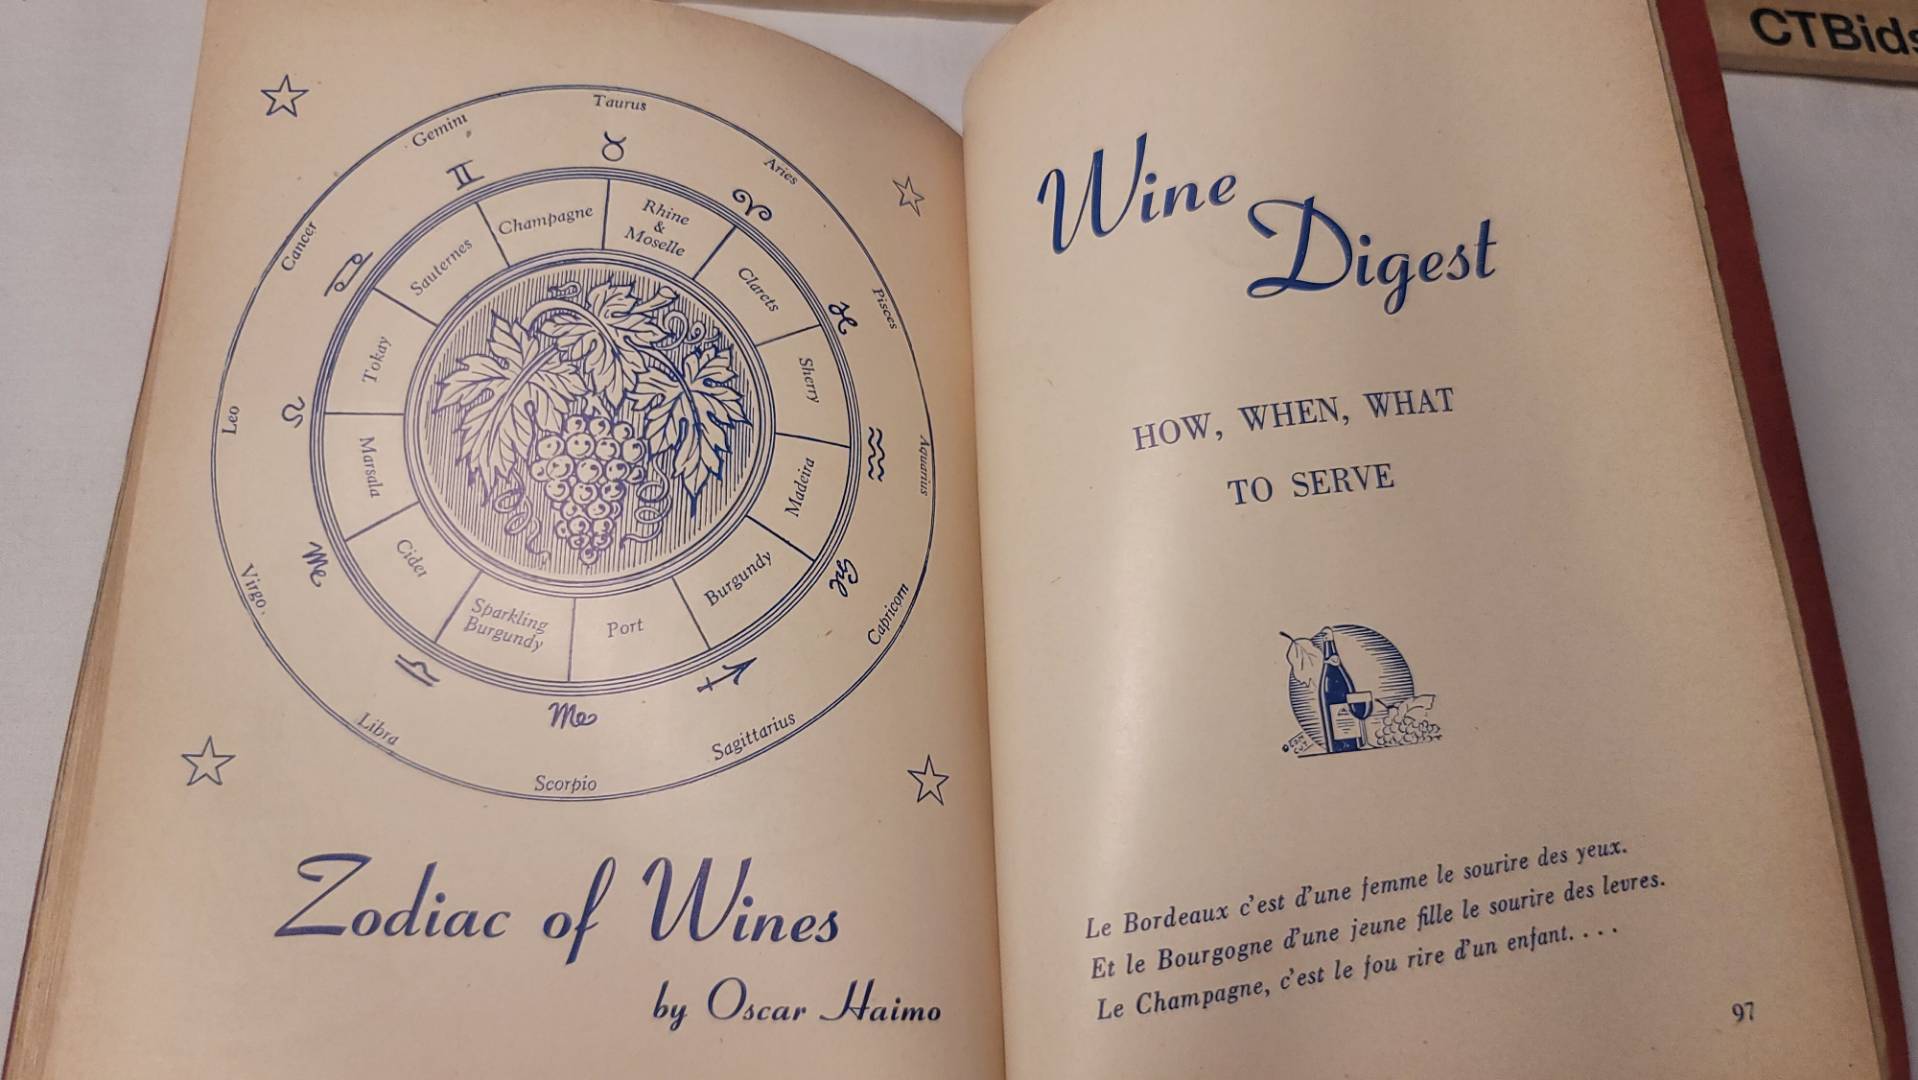 CTBids
Taurus
Aries
Pisces
Aquarius
Capricorn
Sagittarius
Scorpio
Libra
Virgo.
Leo
Cancer
Gemini
Champagne
Rhine
&
Moselle
Clarets
Sherry
Madeira
Burgundy
Port
Sparkling
Burgundy
Cider
Marsala
Tokay
Sauternes
Zodiac of Wines
by Oscar Haimo
Wine
Digest
HOW, WHEN, WHAT
TO SERVE
Le Bordeaux c'est d'une femme le sourire des yeux.
Et le Bourgogne d'une jeune fille le sourire des levres.
Le Champagne, c'est le fou rire d'un enfant. . . .
97